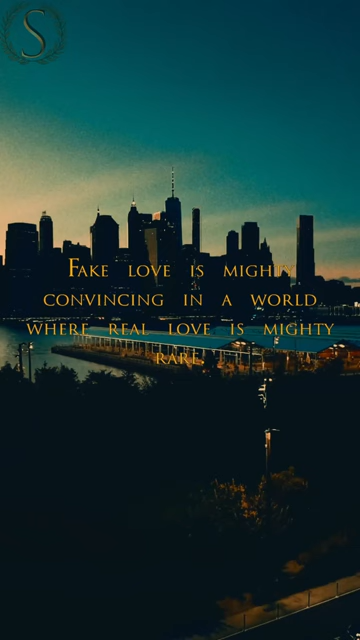 S
Fake love is mighty
convincing in a world
where real love is mighty
rare.